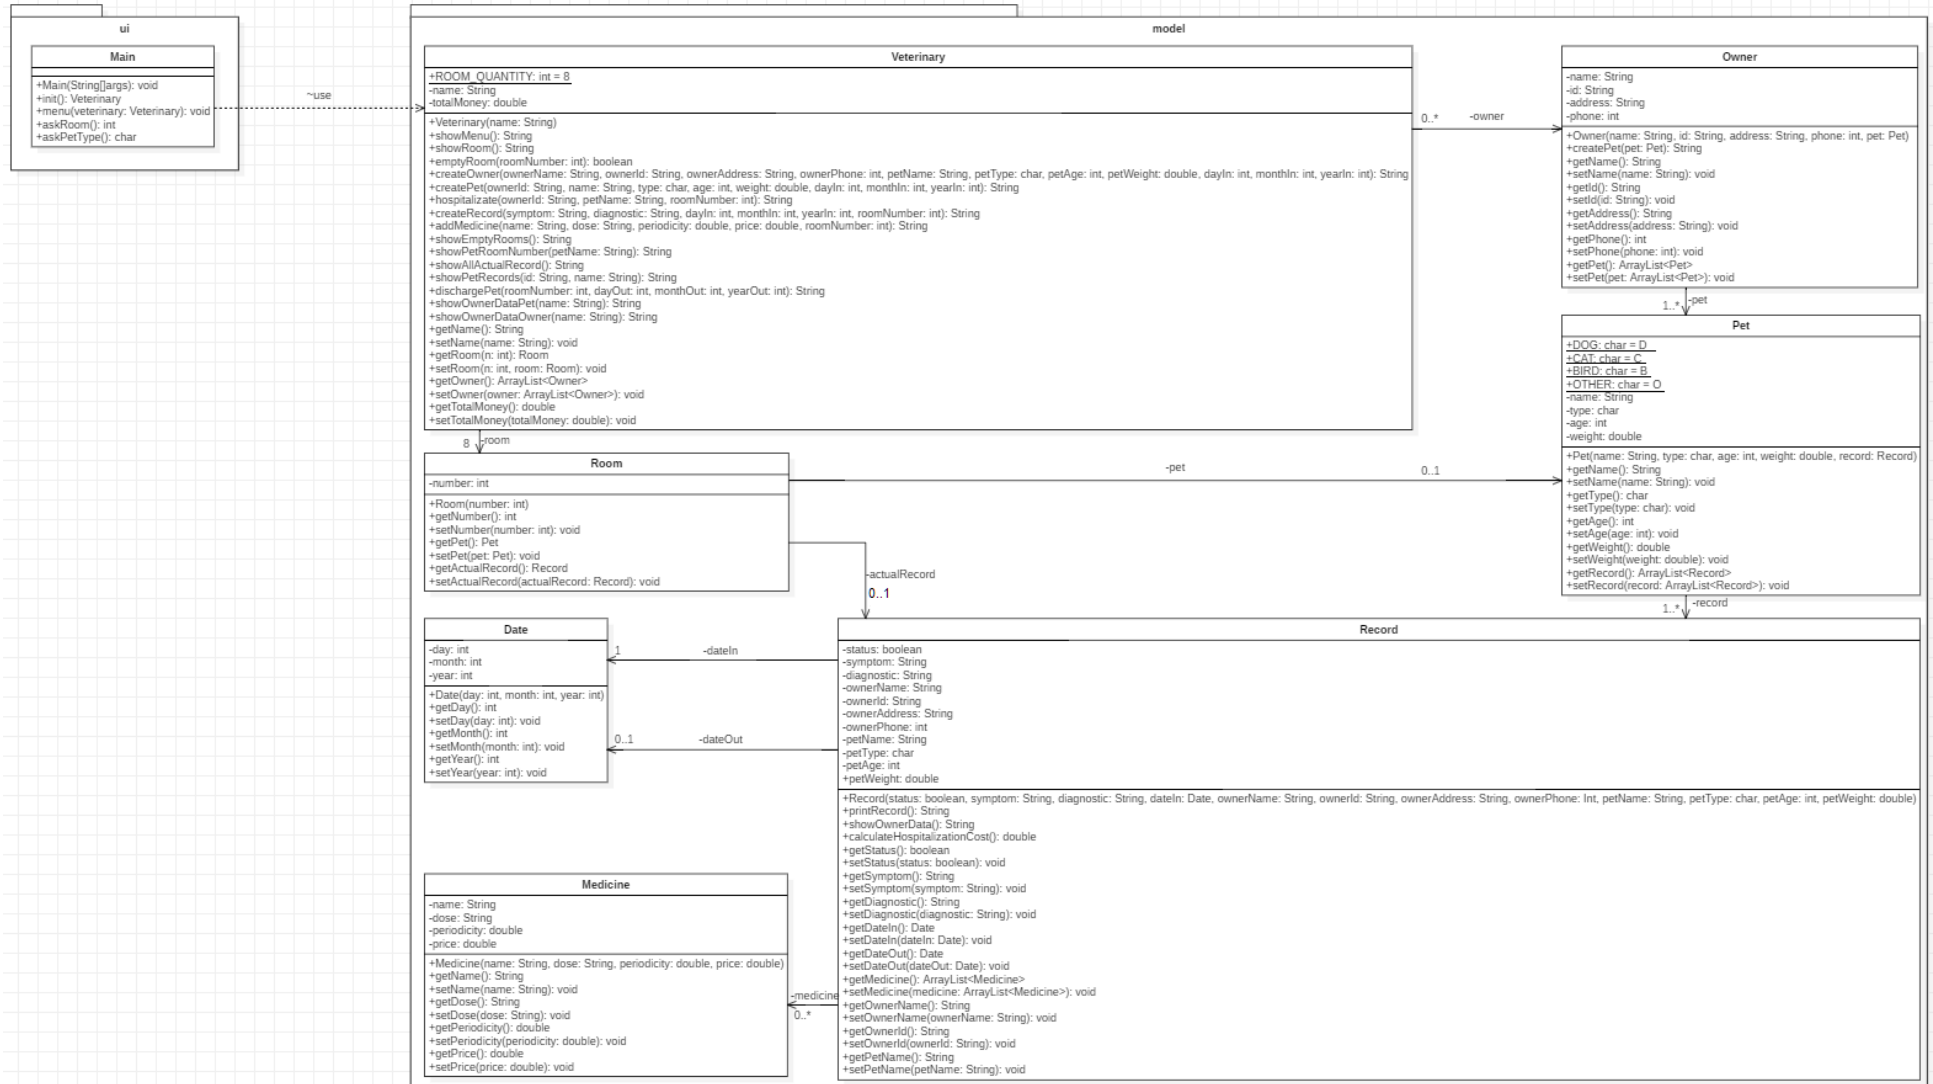 ui
Main
+Main(String[]args): void
+init(): Veterinary
+menu(veterinary: Veterinary): void
+askRoom(): int
+askPetType(): char
~use
model
Veterinary
+ROOM_QUANTITY: int = 8
-name: String
-totalMoney: double
+Veterinary(name: String)
+showMenu(): String
+showRoom(): String
+emptyRoom(roomNumber: int): boolean
+createOwner(ownerName: String, ownerId: String, ownerAddress: String, ownerPhone: int, petName: String, petType: char, petAge: int, petWeight: double, dayIn: int, monthIn: int, yearIn: int): String
+createPet(ownerId: String, name: String, type: char, age: int, weight: double, dayIn: int, monthIn: int, yearIn: int): String
+hospitalizate(ownerId: String, petName: String, roomNumber: int): String
+createRecord(symptom: String, diagnostic: String, dayIn: int, monthIn: int, yearIn: int, roomNumber: int): String
+addMedicine(name: String, dose: String, periodicity: double, price: double, roomNumber: int): String
+showEmptyRooms(): String
+showPetRoomNumber(petName: String): String
+showAllActualRecord(): String
+showPetRecords(id: String, name: String): String
+dischargePet(roomNumber: int, dayOut: int, monthOut: int, yearOut: int): String
+showOwnerDataPet(name: String): String
+showOwnerDataOwner(name: String): String
+getName(): String
+setName(name: String): void
+getRoom(n: int): Room
+setRoom(n: int, room: Room): void
+getOwner(): ArrayList<Owner>
+setOwner(owner: ArrayList<Owner>): void
+getTotalMoney(): double
+setTotalMoney(totalMoney: double): void
0..*
-owner
Owner
-name: String
-id: String
-address: String
-phone: int
+Owner(name: String, id: String, address: String, phone: int, pet: Pet)
+createPet(pet: Pet): String
+getName(): String
+setName(name: String): void
+getId(): String
+setId(id: String): void
+getAddress(): String
+setAddress(address: String): void
+getPhone(): int
+setPhone(phone: int): void
+getPet(): ArrayList<Pet>
+setPet(pet: ArrayList<Pet>): void
1..*
-pet
Pet
+DOG: char = D
+CAT: char = C
+BIRD: char = B
+OTHER: char = O
-name: String
-type: char
-age: int
-weight: double
+Pet(name: String, type: char, age: int, weight: double, record: Record)
+getName(): String
+setName(name: String): void
+getType(): char
+setType(type: char): void
+getAge(): int
+setAge(age: int): void
+getWeight(): double
+setWeight(weight: double): void
+getRecord(): ArrayList<Record>
+setRecord(record: ArrayList<Record>): void
8
-room
Room
-number: int
+Room(number: int)
+getNumber(): int
+setNumber(number: int): void
+getPet(): Pet
+setPet(pet: Pet): void
+getActualRecord(): Record
+setActualRecord(actualRecord: Record): void
-pet
0..1
-actualRecord
0..1
1..*
-record
Date
-day: int
-month: int
-year: int
+Date(day: int, month: int, year: int)
+getDay(): int
+setDay(day: int): void
+getMonth(): int
+setMonth(month: int): void
+getYear(): int
+setYear(year: int): void
1
-dateIn
0..1
-dateOut
Record
-status: boolean
-symptom: String
-diagnostic: String
-ownerName: String
-ownerId: String
-ownerAddress: String
-ownerPhone: int
-petName: String
-petType: char
-petAge: int
+petWeight: double
+Record(status: boolean, symptom: String, diagnostic: String, dateIn: Date, ownerName: String, ownerId: String, ownerAddress: String, ownerPhone: Int, petName: String, petType: char, petAge: int, petWeight: double)
+printRecord(): String
+showOwnerData(): String
+calculateHospitalizationCost(): double
+getStatus(): boolean
+setStatus(status: boolean): void
+getSymptom(): String
+setSymptom(symptom: String): void
+getDiagnostic(): String
+setDiagnostic(diagnostic: String): void
+getDateIn(): Date
+setDateIn(dateIn: Date): void
+getDateOut(): Date
+setDateOut(dateOut: Date): void
+getMedicine(): ArrayList<Medicine>
+setMedicine(medicine: ArrayList<Medicine>): void
+getOwnerName(): String
+setOwnerName(ownerName: String): void
+getOwnerId(): String
+setOwnerId(ownerId: String): void
+getPetName(): String
+setPetName(petName: String): void
Medicine
-name: String
-dose: String
-periodicity: double
-price: double
+Medicine(name: String, dose: String, periodicity: double, price: double)
+getName(): String
+setName(name: String): void
+getDose(): String
+setDose(dose: String): void
+getPeriodicity(): double
+setPeriodicity(periodicity: double): void
+getPrice(): double
+setPrice(price: double): void
-medicine
0..*